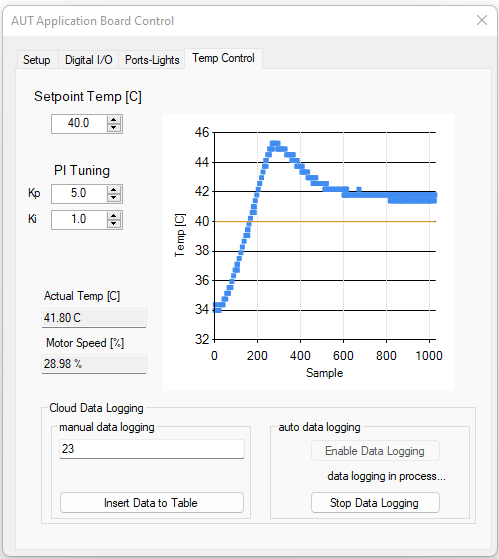 AUT Application Board Control
Setup Digital I/O Ports-Lights Temp Control
Setpoint Temp [C]
40.0
PI Tuning
Kp 5.0
Ki 1.0
Actual Temp [C]
41.80 C
Motor Speed [%]
28.98 %
Temp [C]
46
44
42
40
38
36
34
32
0 200 400 600 800 1000
Sample
Cloud Data Logging
manual data logging
23
Insert Data to Table
auto data logging
Enable Data Logging
data logging in process...
Stop Data Logging